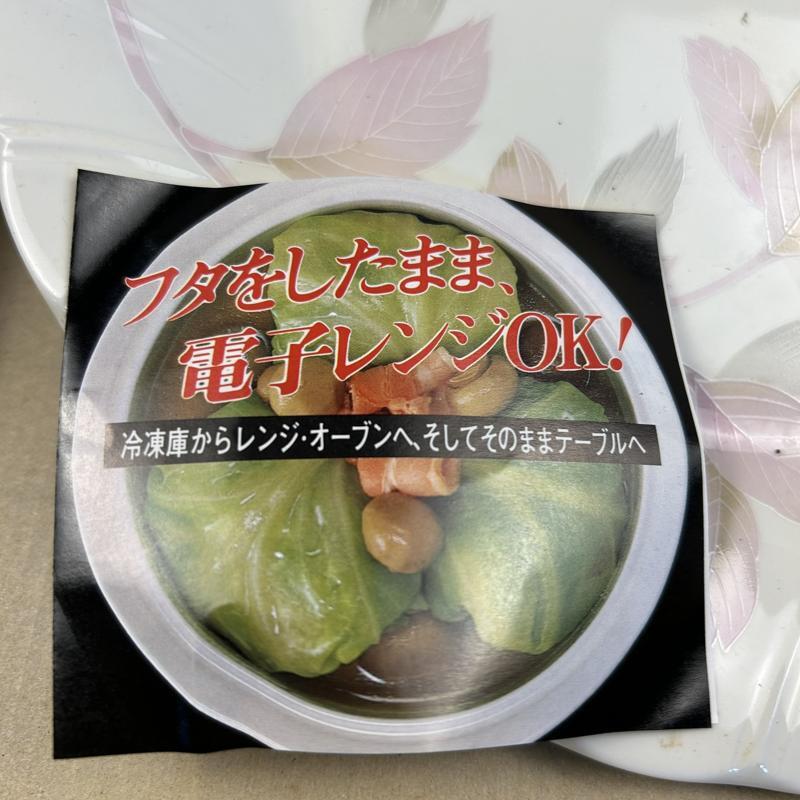 フタをしたまま、
電子レンジOK!
冷凍庫からレンジ・オーブンへ、そしてそのままテーブルへ